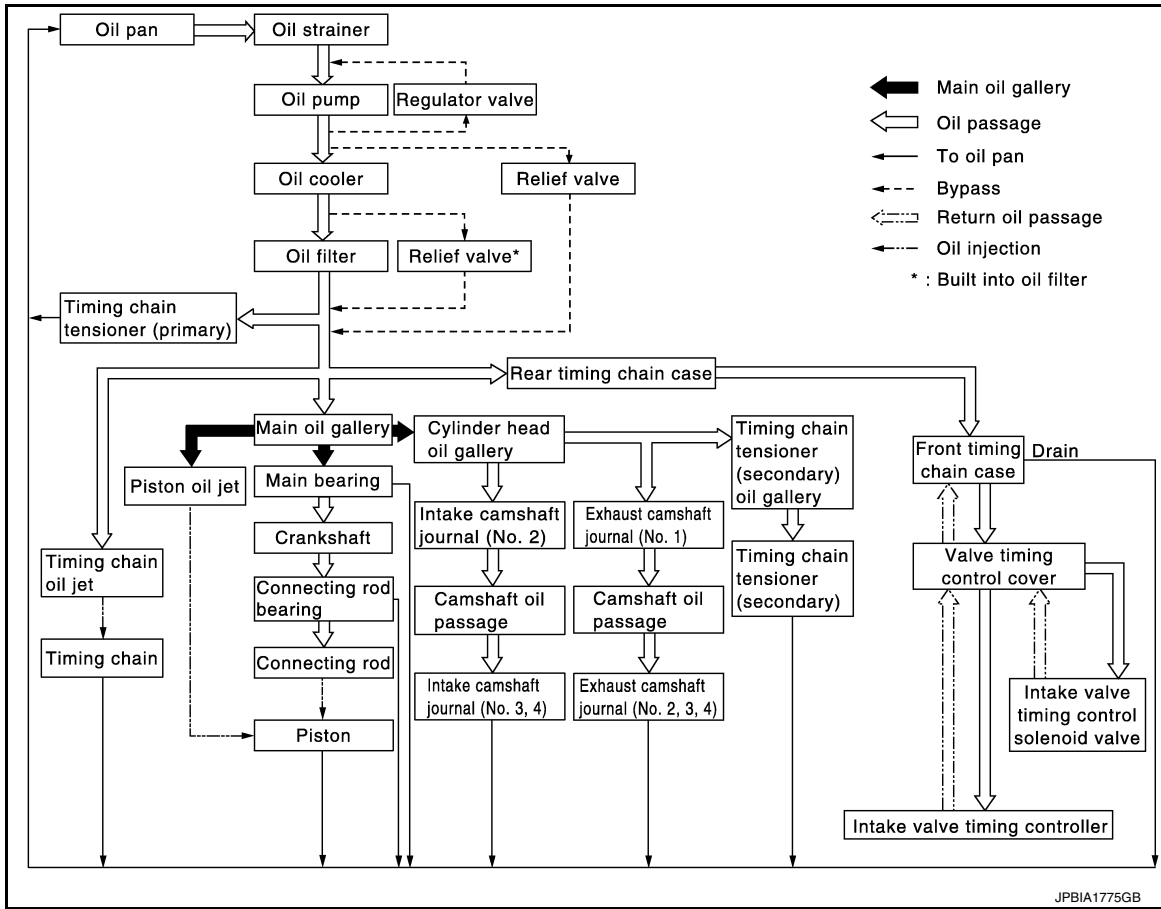 Oil pan
Oil strainer
Oil pump
Regulator valve
Oil cooler
Relief valve
Oil filter
Relief valve*
Main oil gallery
Oil passage
To oil pan
Bypass
Return oil passage
Oil injection
* : Built into oil filter
Timing chain
tensioner (primary)
Rear timing chain case
Main oil gallery
Cylinder head
oil gallery
Timing chain
tensioner
(secondary)
oil gallery
Front timing
chain case
Drain
Piston oil jet
Main bearing
Intake camshaft
journal (No. 2)
Exhaust camshaft
journal (No. 1)
Crankshaft
Timing chain
oil jet
Timing chain
tensioner
(secondary)
Valve timing
control cover
Connecting rod
bearing
Camshaft oil
passage
Camshaft oil
passage
Timing chain
Connecting rod
Intake camshaft
journal (No. 3, 4)
Exhaust camshaft
journal (No. 2, 3, 4)
Intake valve
timing control
solenoid valve
Piston
Intake valve timing controller
JPBIA1775GB